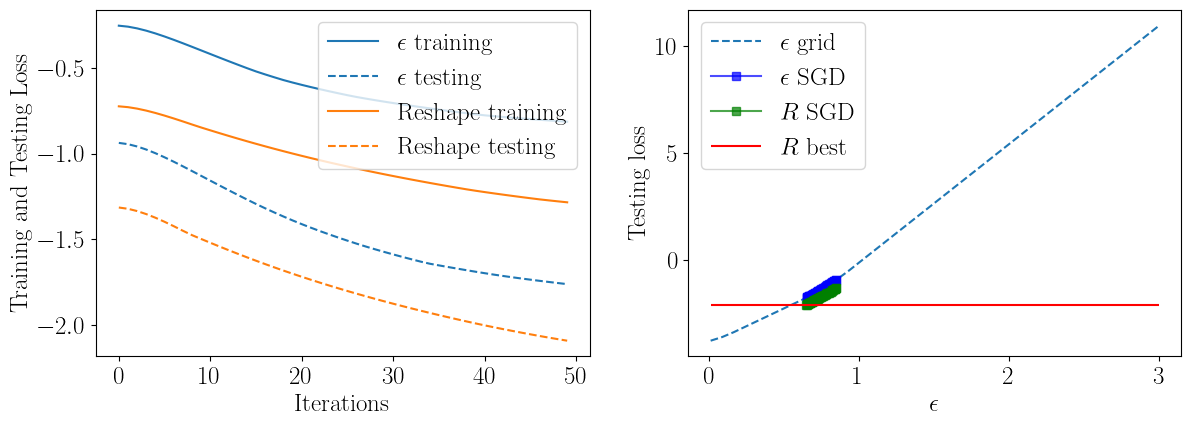 Training and Testing Loss
−0.5
−1.0
−1.5
−2.0
ϵ training
ϵ testing
Reshape training
Reshape testing
0 10 20 30 40 50
Iterations
Testing loss
10
5
0
ϵ grid
ϵ SGD
R SGD
R best
0 1 2 3
ϵ